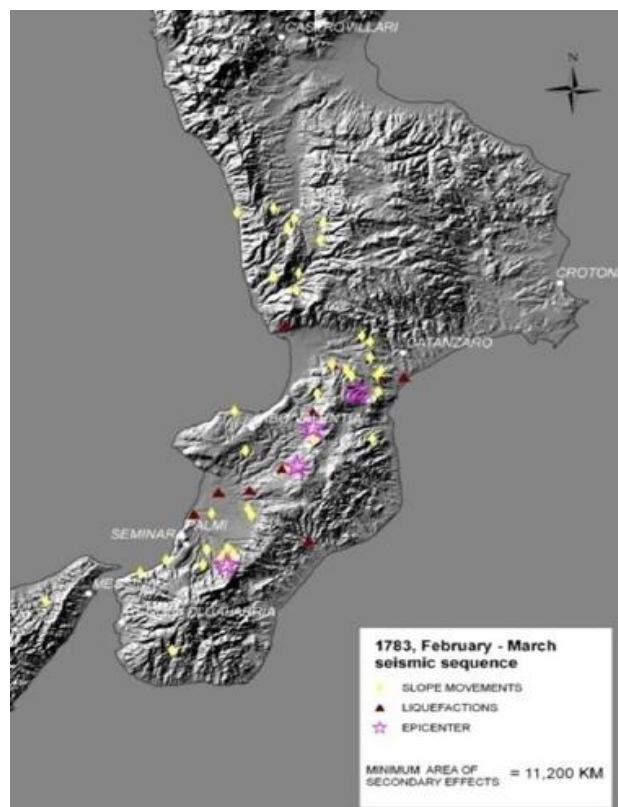 CASTROVILLARI
N
CROTON
CATANZARO
SEMINARA
PALMI
1783, February - March
seismic sequence
SLOPE MOVEMENTS
LIQUEFACTIONS
EPICENTER
MINIMUM AREA OF
SECONDARY EFFECTS = 11,200 KM